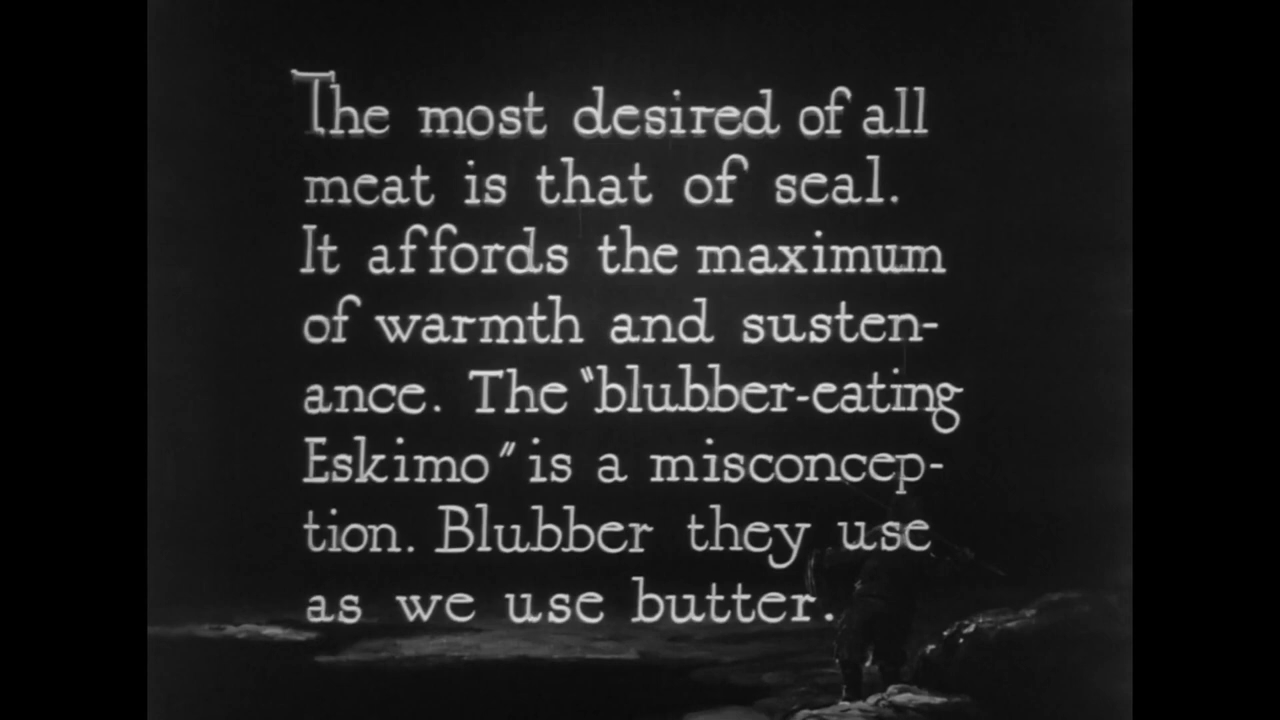 The most desired of all
meat is that of seal.
It affords the maximum
of warmth and susten-
ance. The "blubber-eating
Eskimo" is a misconcep-
tion. Blubber they use
as we use butter.